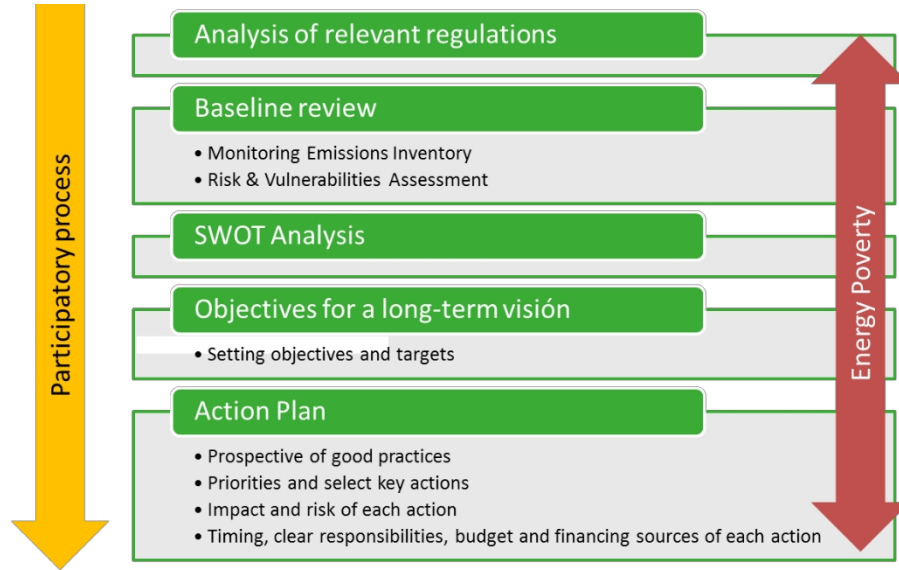 Participatory process
Analysis of relevant regulations
Baseline review
• Monitoring Emissions Inventory
• Risk & Vulnerabilities Assessment
SWOT Analysis
Objectives for a long-term visión
• Setting objectives and targets
Action Plan
• Prospective of good practices
• Priorities and select key actions
• Impact and risk of each action
• Timing, clear responsibilities, budget and financing sources of each action
Energy Poverty